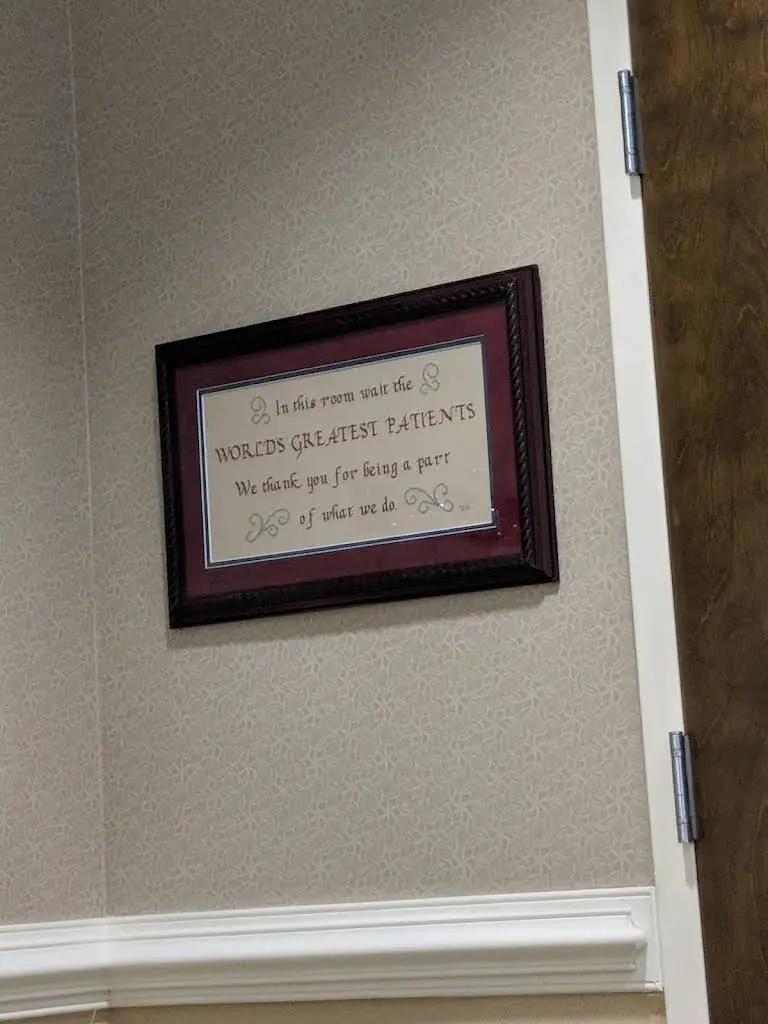 In this room wait the
WORLDS GREATEST PATIENTS
We thank you for being a part
of what we do.